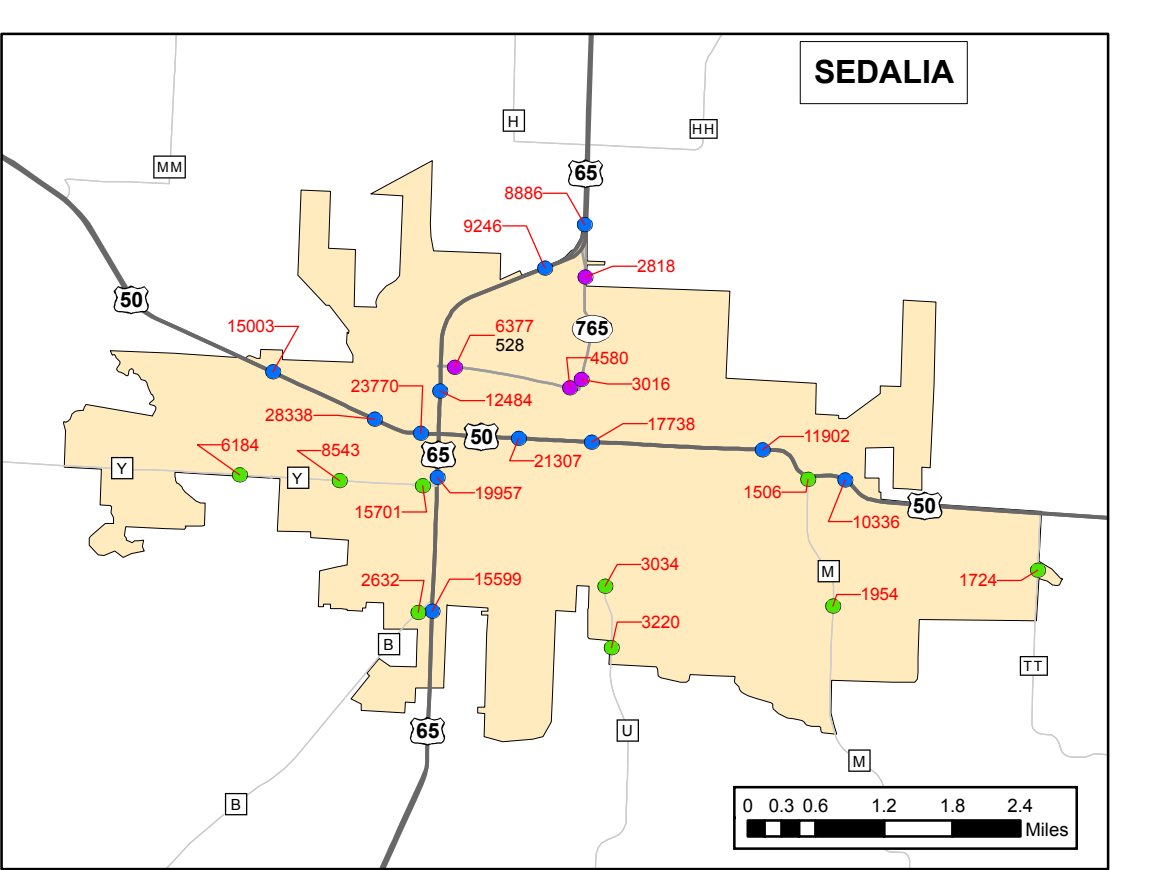 SEDALIA
H
HH
MM
65
8886
9246
2818
50
15003
6377
528
765
4580
3016
23770
12484
28338
17738
50
11902
65
21307
6184
8543
Y
Y
19957
15701
1506
50
10336
3034
M
2632
15599
1724
1954
3220
B
TT
65
U
M
B
0 0.3 0.6 1.2 1.8 2.4
Miles